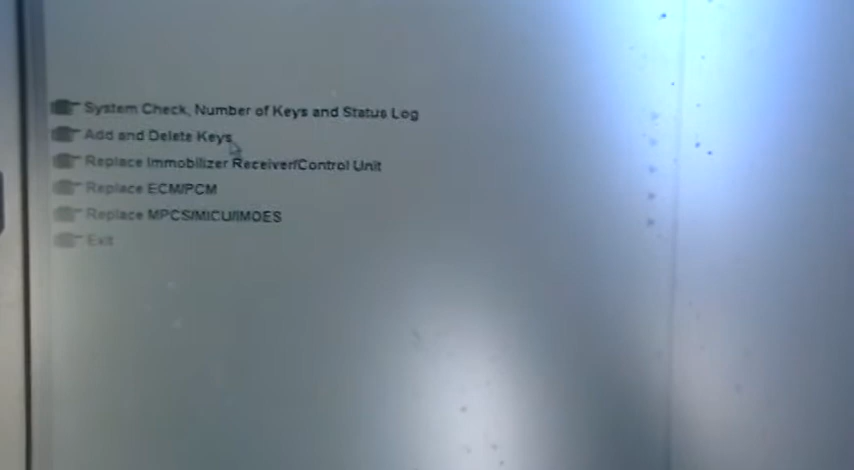 System Check, Number of Keys and Status Log
Add and Delete Keys
Replace Immobilizer Receiver/Control Unit
Replace ECM/PCM
Replace MPCS/MICU/IMOES
Exit